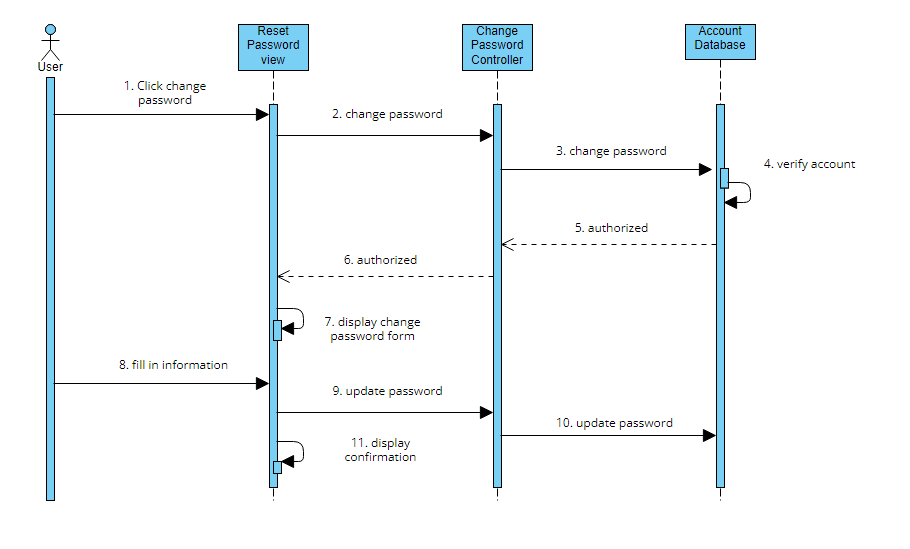 User
Reset
Password
view
Change
Password
Controller
Account
Database
1. Click change
password
2. change password
3. change password
4. verify account
5. authorized
6. authorized
7. display change
password form
8. fill in information
9. update password
10. update password
11. display
confirmation